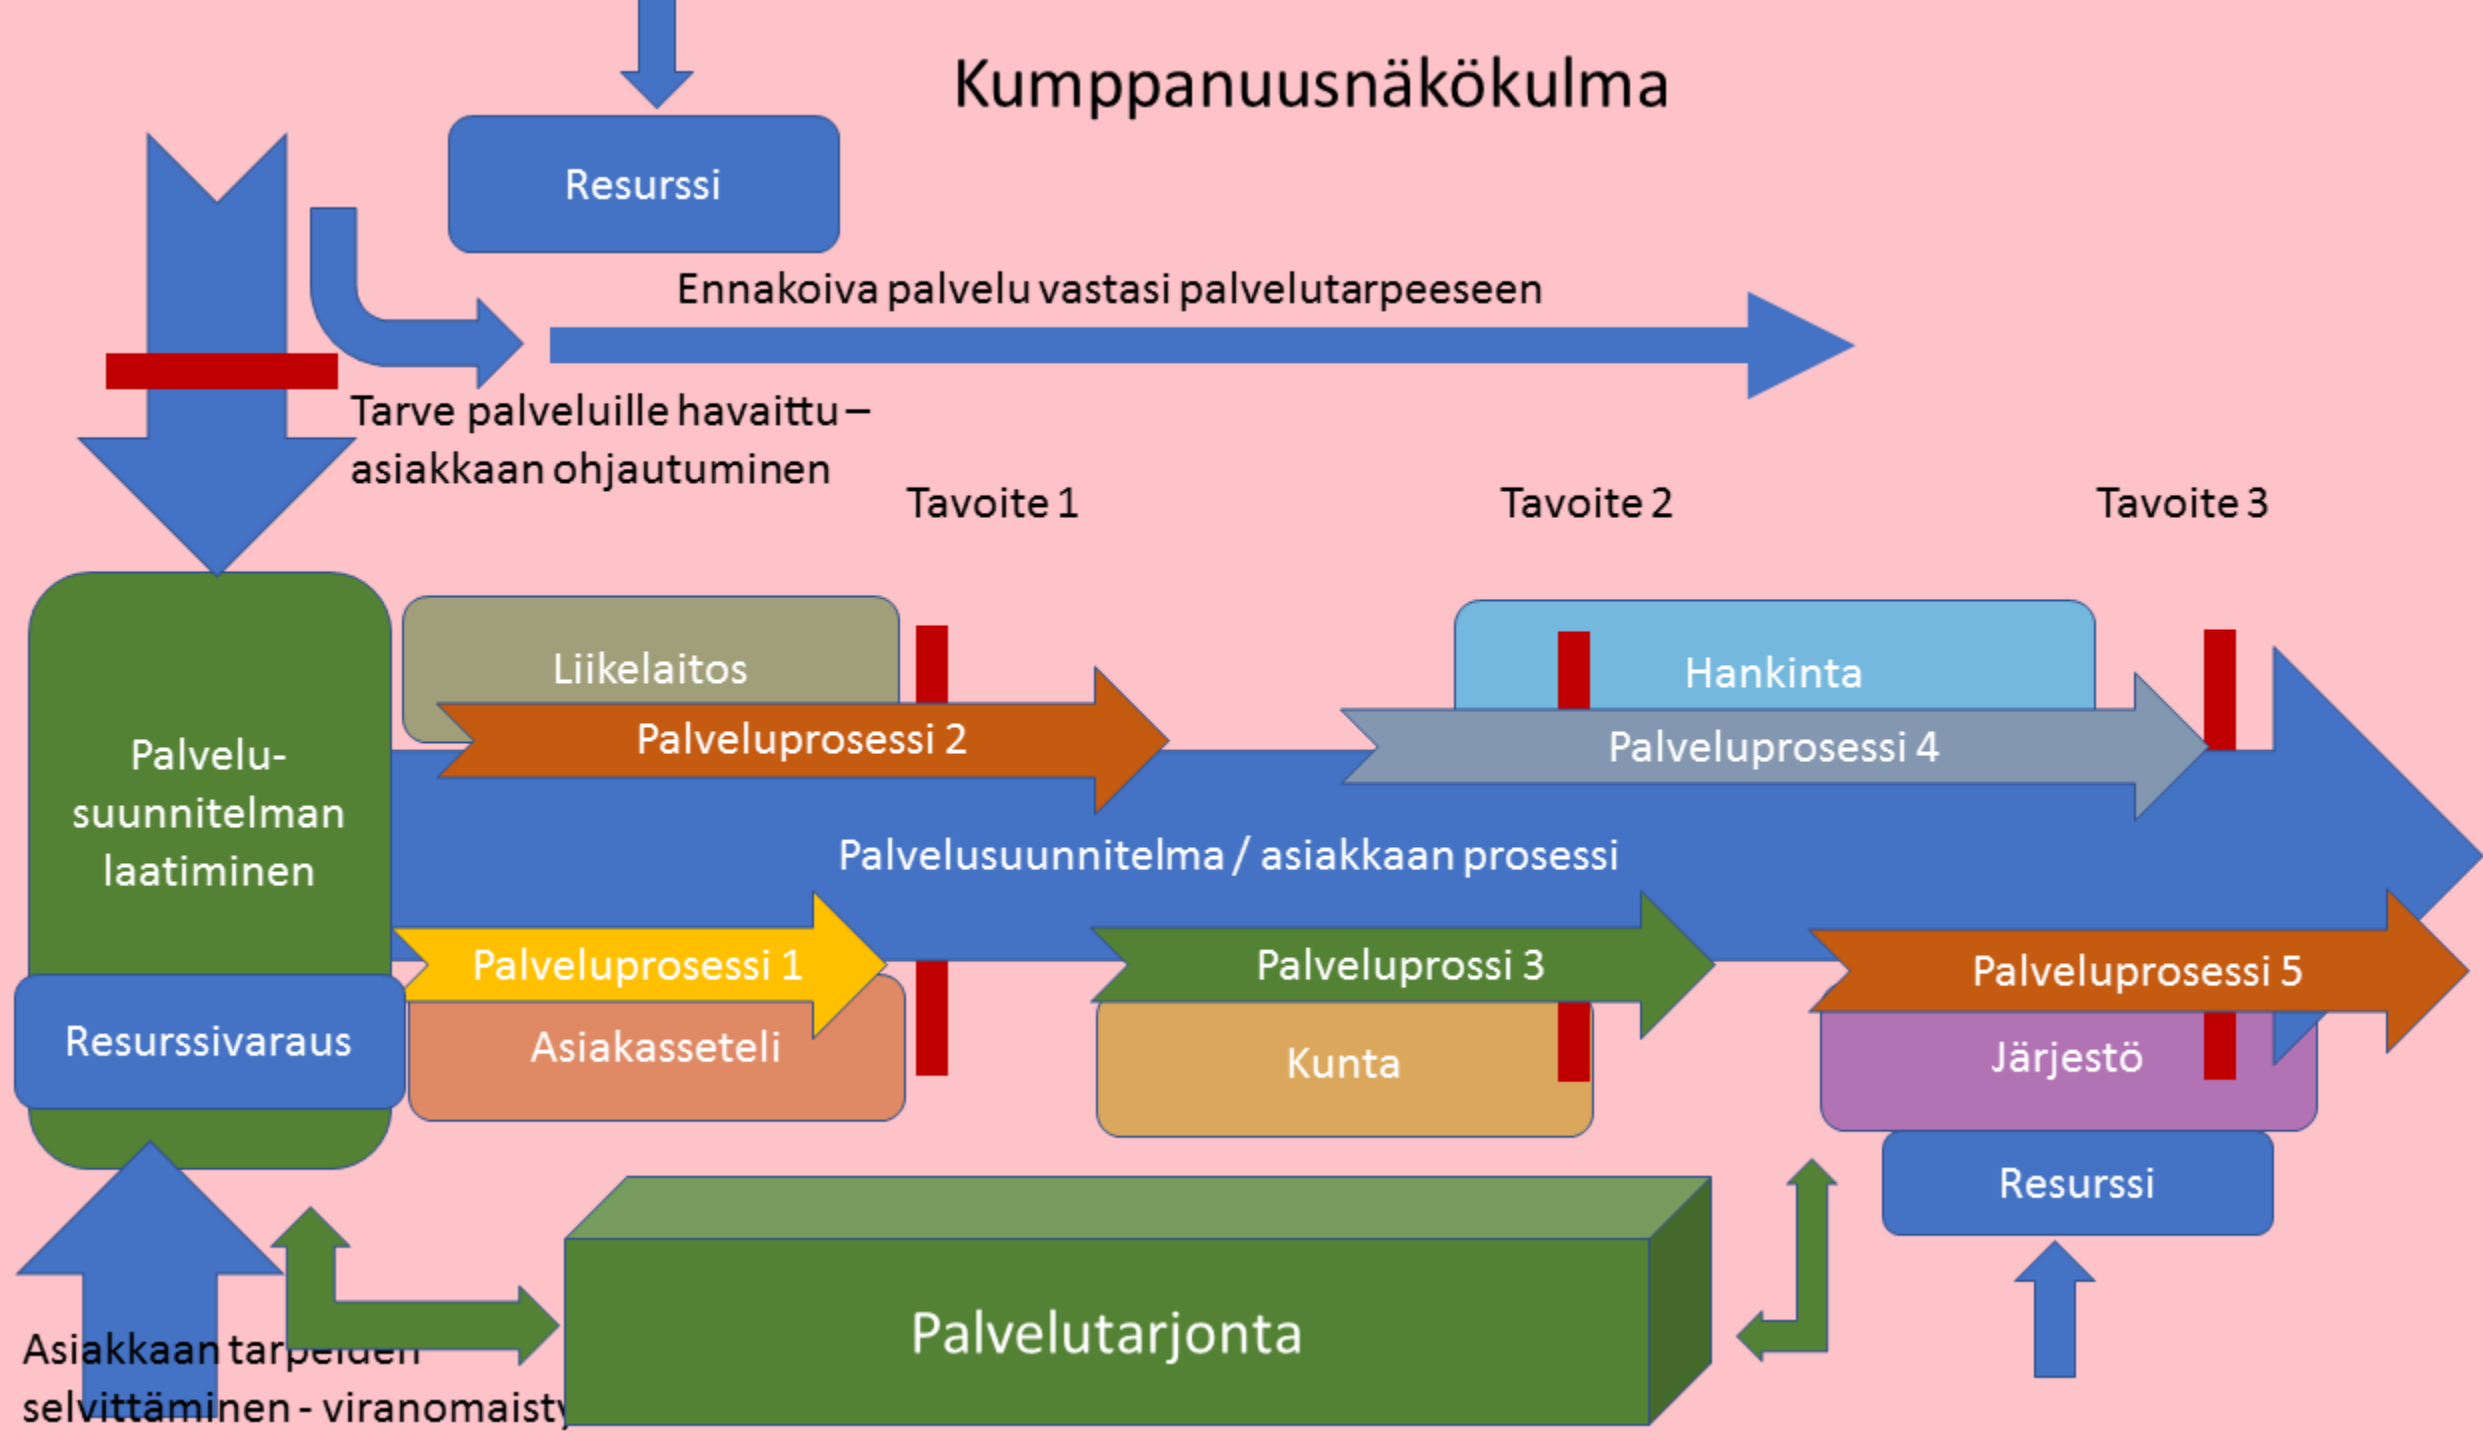 Kumppanuusnäkökulma
Resurssi
Ennakoiva palvelu vastasi palvelutarpeeseen
Tarve palveluille havaittu –
asiakkaan ohjautuminen
Tavoite 1
Tavoite 2
Tavoite 3
Liikelaitos
Hankinta
Palveluprosessi 2
Palveluprosessi 4
Palvelu-
suunnitelman
laatiminen
Palvelusuunnitelma / asiakkaan prosessi
Palveluprosessi 1
Palveluprossi 3
Palveluprosessi 5
Resurssivaraus
Asiakasseteli
Kunta
Järjestö
Resurssi
Palvelutarjonta
Asiakkaan tarpeiden
selvittäminen -